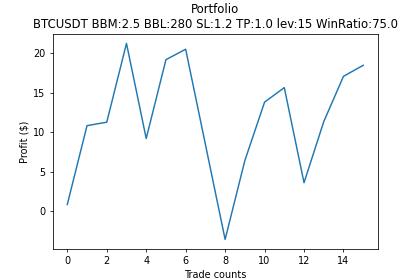 Portfolio
BTCUSDT BBM:2.5 BBL:280 SL:1.2 TP:1.0 lev:15 WinRatio:75.0
20
15
10
5
0
Profit ($)
0 2 4 6 8 10 12 14
Trade counts